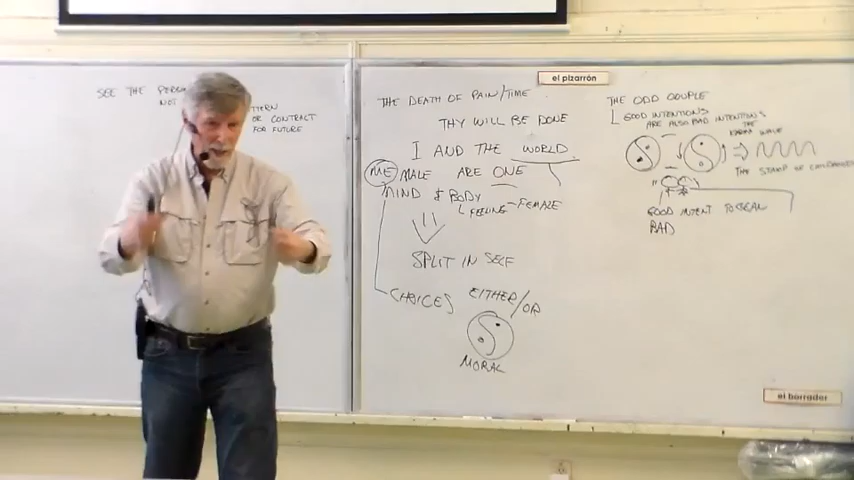 SEE THE
NOT
OR CONTRACT
FOR FUTURE
el pizarrón
THE DEATH OF PAIN/TIME
THY WILL BE DONE
I AND THE WORLD
ME MALE ARE ONE
MIND & BODY
FEELING - FEMALE
SPLIT IN SELF
CHOICES EITHER/OR
MORAL
THE ODD COUPLE
GOOD INTENTIONS
ARE ALSO BAD INTENTIONS
THE
KARMA WAVE
THE STAMP OF
GOOD INTENT TO
BAD
el borrador